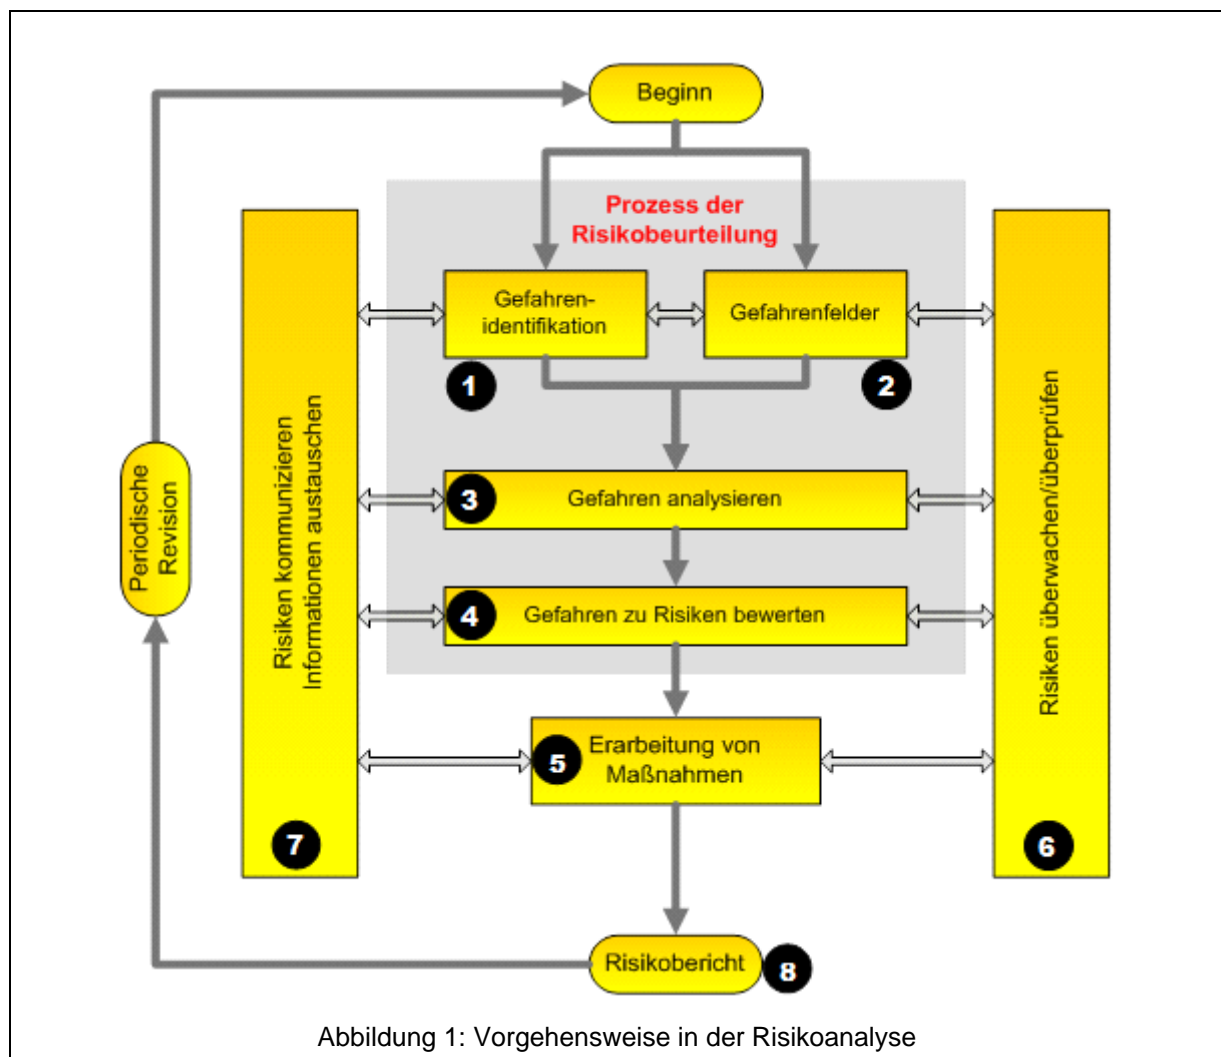 Beginn
Prozess der
Risikobeurteilung
Gefahren-
identifikation
Gefahrenfelder
1
2
3
Gefahren analysieren
4
Gefahren zu Risiken bewerten
5
Erarbeitung von
Maßnahmen
Risiken kommunizieren
Informationen austauschen
7
Risiken überwachen/überprüfen
6
Periodische
Revision
Risikobericht
8
Abbildung 1: Vorgehensweise in der Risikoanalyse